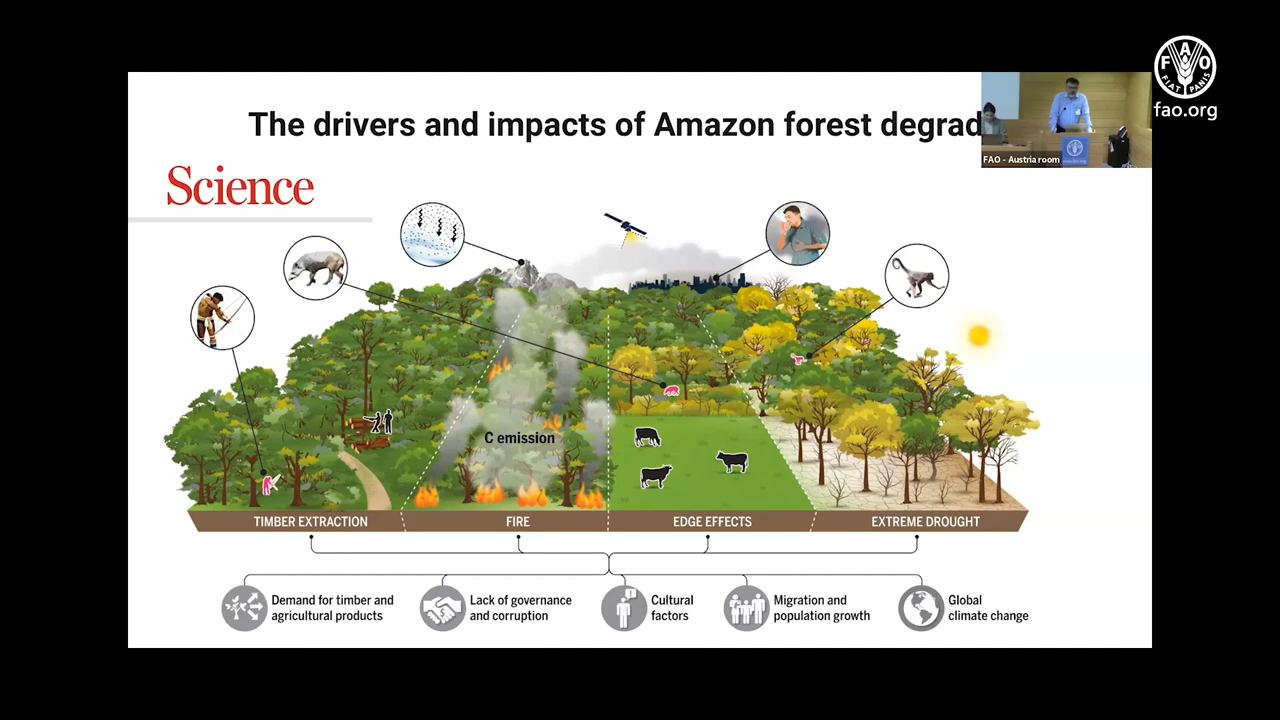 The drivers and impacts of Amazon forest degrad
FAO - Austria room
FAO
FIAT PANIS
fao.org
Science
C emission
TIMBER EXTRACTION
FIRE
EDGE EFFECTS
EXTREME DROUGHT
Demand for timber and
agricultural products
Lack of governance
and corruption
Cultural
factors
Migration and
population growth
Global
climate change